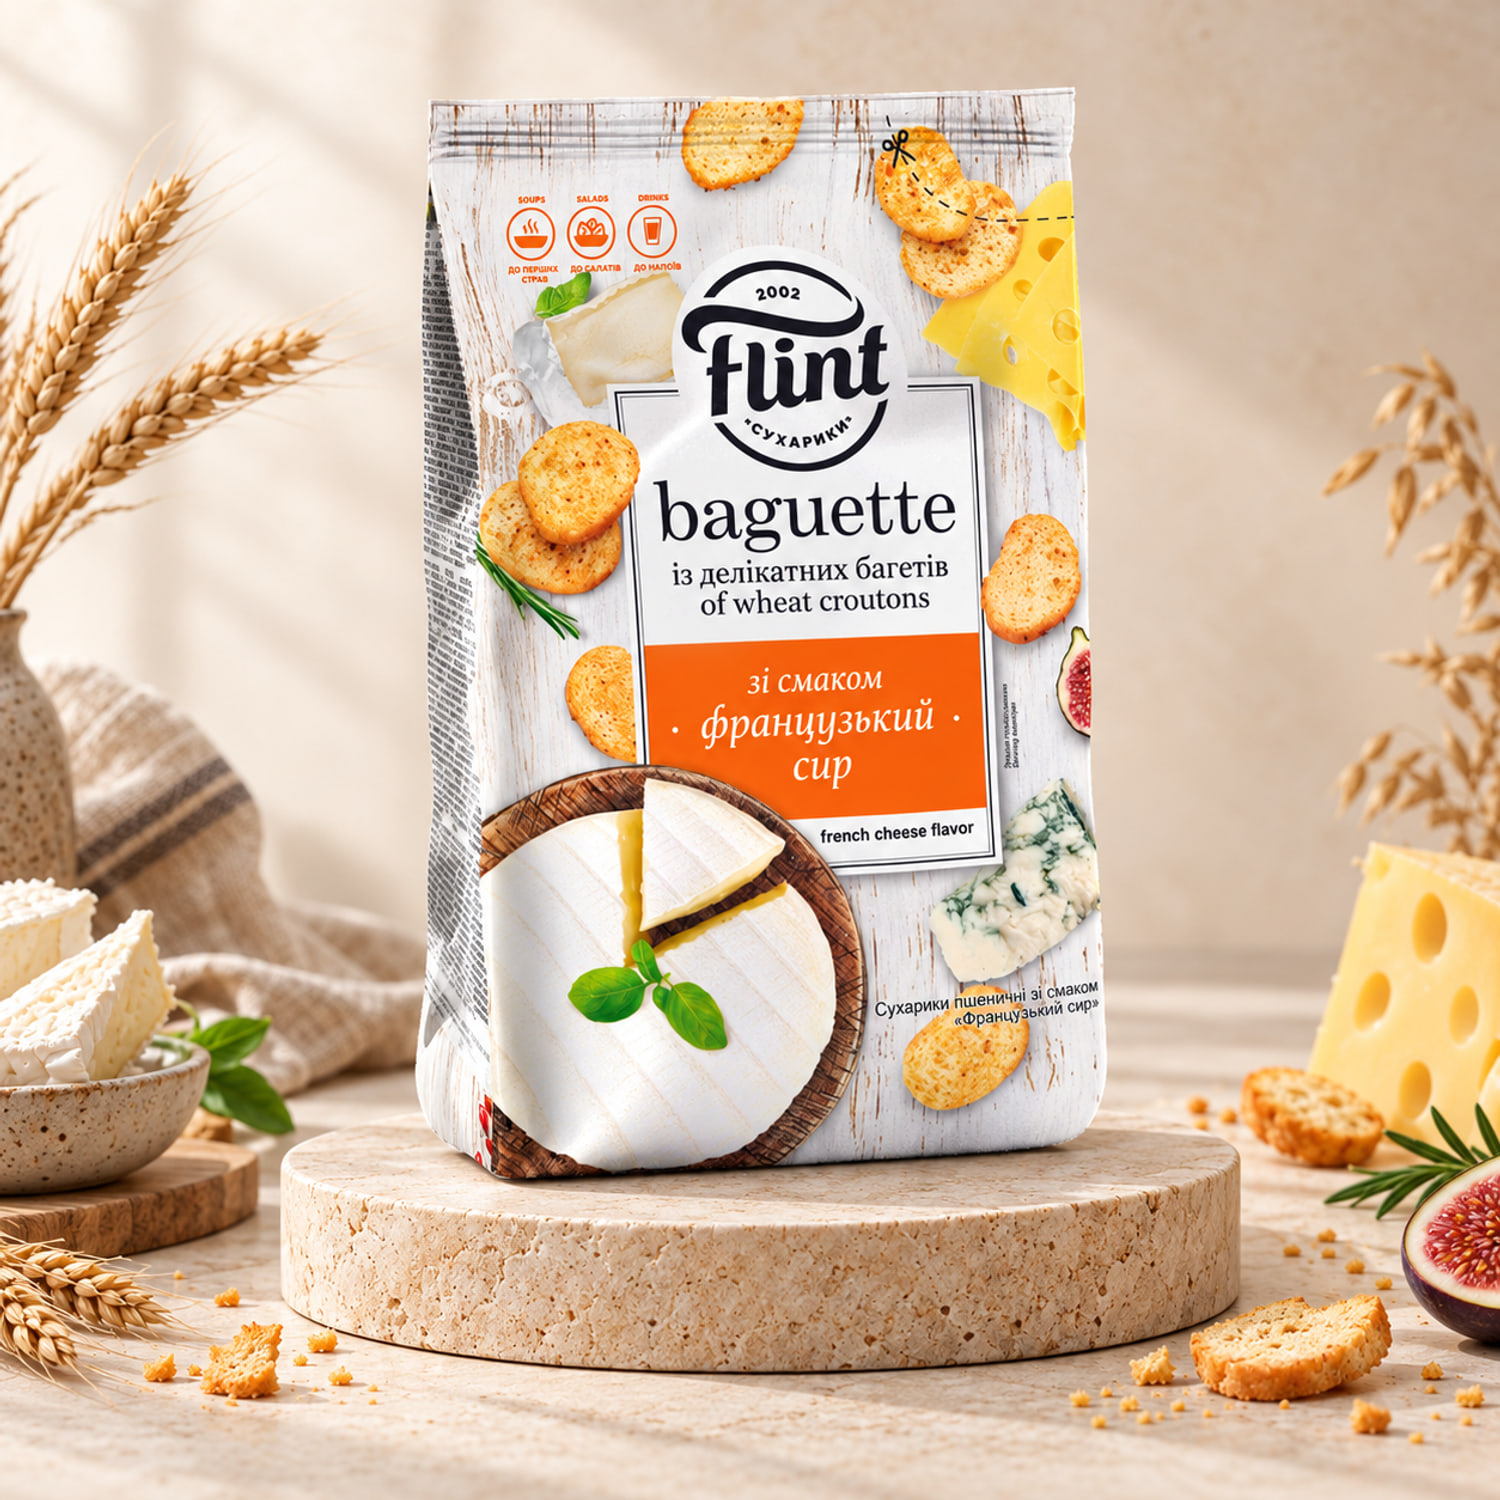 SOUPS
SALADS
DRINKS
ДО ПЕРШИХ
СТРАВ
ДО САЛАТІВ
ДО НАПОЇВ
2002
flint
«СУХАРИКИ»
baguette
із делікатних багетів
of wheat croutons
зі смаком
· французький ·
сир
french cheese flavor
Сухарики пшеничні зі смаком
«Французький сир»